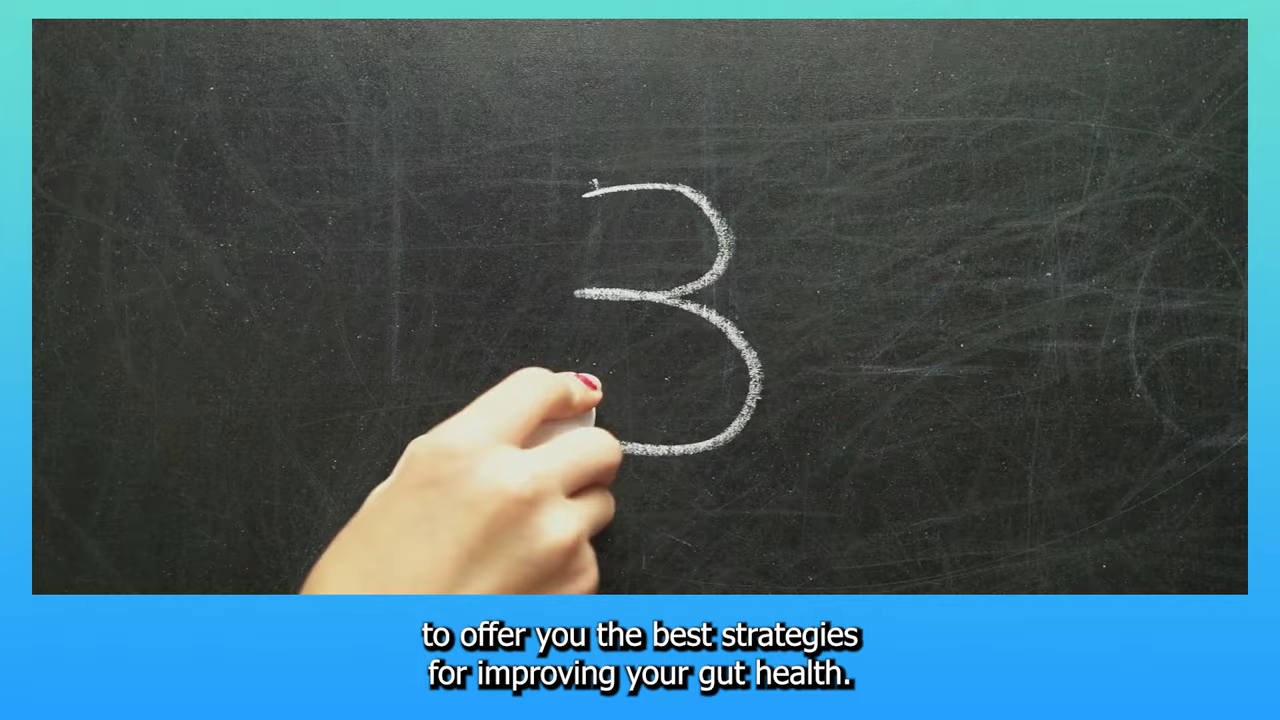 3
to offer you the best strategies
for improving your gut health.